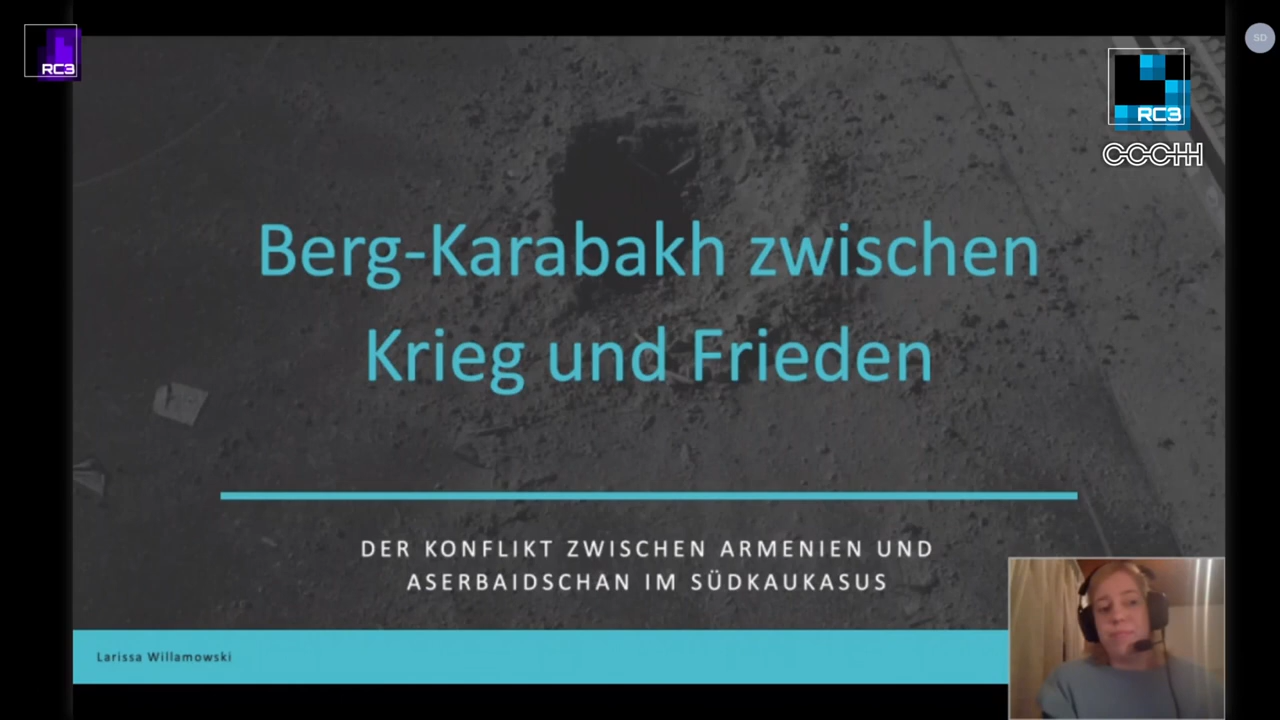 RC3
SD
RC3
CCCHH
Berg-Karabakh zwischen
Krieg und Frieden
DER KONFLIKT ZWISCHEN ARMENIEN UND
ASERBAIDSCHAN IM SÜDKAUKASUS
Larissa Willamowski